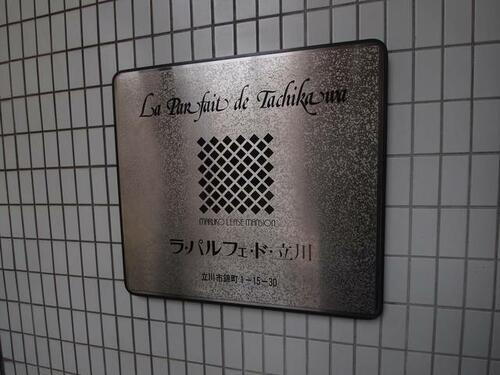 La Parfait de Tachikawa
MARUKO LEASE MANSION
ラ・パルフェ・ド・立川
立川市錦町1-15-30